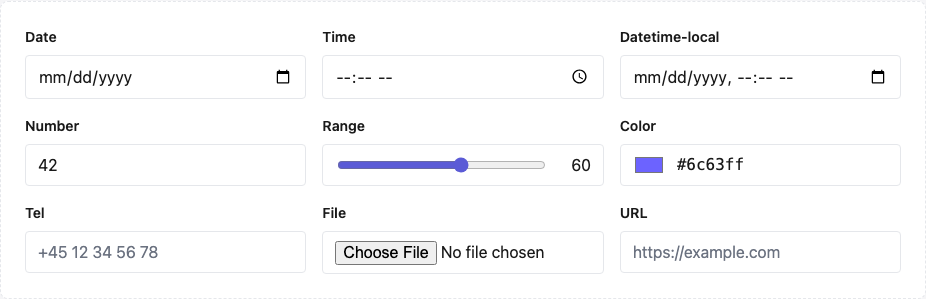 Date Time Datetime-local
mm/dd/yyyy --:-- -- mm/dd/yyyy, --:-- --
Number Range Color
42 60 #6c63ff
Tel File URL
+45 12 34 56 78 Choose File No file chosen https://example.com